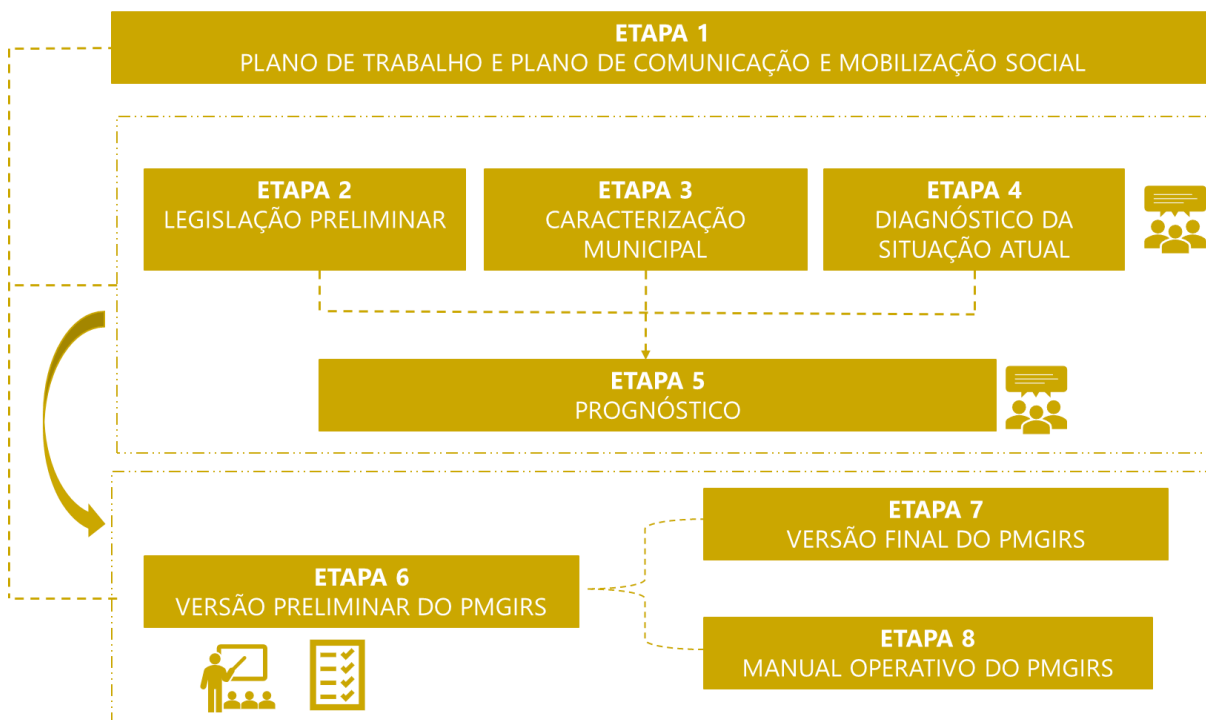 ETAPA 1
PLANO DE TRABALHO E PLANO DE COMUNICAÇÃO E MOBILIZAÇÃO SOCIAL
ETAPA 2
LEGISLAÇÃO PRELIMINAR
ETAPA 3
CARACTERIZAÇÃO
MUNICIPAL
ETAPA 4
DIAGNÓSTICO DA
SITUAÇÃO ATUAL
ETAPA 5
PROGNÓSTICO
ETAPA 6
VERSÃO PRELIMINAR DO PMGIRS
ETAPA 7
VERSÃO FINAL DO PMGIRS
ETAPA 8
MANUAL OPERATIVO DO PMGIRS